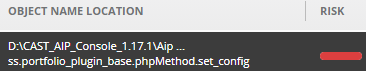 OBJECT NAME LOCATION RISK
D:\CAST_AIP_Console_1.17.1\Aip ...
ss.portfolio_plugin_base.phpMethod.set_config